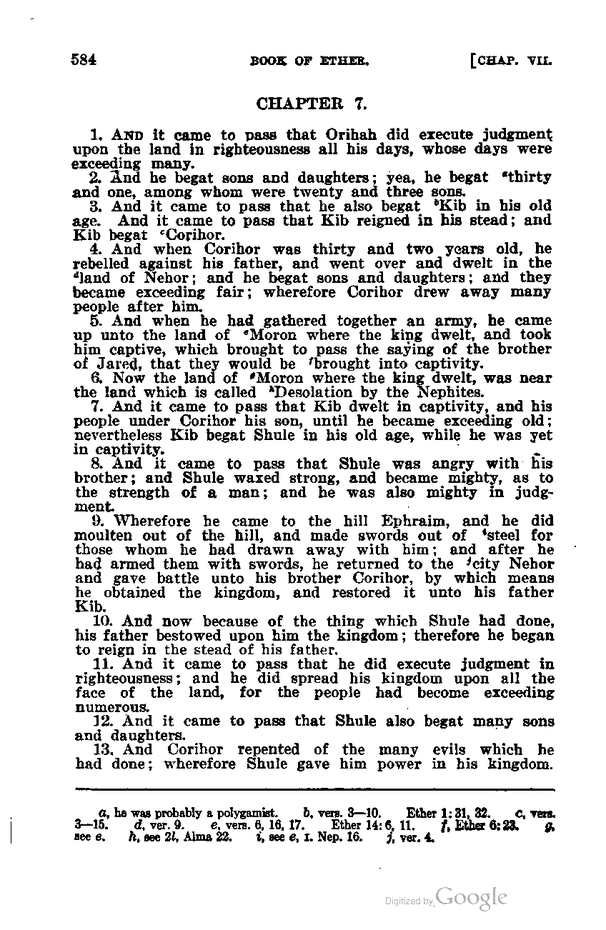 584 BOOK OF ETHER. [CHAP. VII.
CHAPTER 7.
1. AND it came to pass that Orihah did execute judgment
upon the land in righteousness all his days, whose days were
exceeding many.
2. And he begat sons and daughters; yea, he begat ᵃthirty
and one, among whom were twenty and three sons.
3. And it came to pass that he also begat ᵇKib in his old
age. And it came to pass that Kib reigned in his stead; and
Kib begat ᶜCorihor.
4. And when Corihor was thirty and two years old, he
rebelled against his father, and went over and dwelt in the
ᵈland of Nehor; and he begat sons and daughters; and they
became exceeding fair; wherefore Corihor drew away many
people after him.
5. And when he had gathered together an army, he came
up unto the land of ᵉMoron where the king dwelt, and took
him captive, which brought to pass the saying of the brother
of Jared, that they would be ᶠbrought into captivity.
6. Now the land of ᵍMoron where the king dwelt, was near
the land which is called ʰDesolation by the Nephites.
7. And it came to pass that Kib dwelt in captivity, and his
people under Corihor his son, until he became exceeding old;
nevertheless Kib begat Shule in his old age, while he was yet
in captivity.
8. And it came to pass that Shule was angry with his
brother; and Shule waxed strong, and became mighty, as to
the strength of a man; and he was also mighty in judg-
ment.
9. Wherefore he came to the hill Ephraim, and he did
moulten out of the hill, and made swords out of ⁱsteel for
those whom he had drawn away with him; and after he
had armed them with swords, he returned to the ʲcity Nehor
and gave battle unto his brother Corihor, by which means
he obtained the kingdom, and restored it unto his father
Kib.
10. And now because of the thing which Shule had done,
his father bestowed upon him the kingdom; therefore he began
to reign in the stead of his father.
11. And it came to pass that he did execute judgment in
righteousness; and he did spread his kingdom upon all the
face of the land, for the people had become exceeding
numerous.
12. And it came to pass that Shule also begat many sons
and daughters.
13. And Corihor repented of the many evils which he
had done; wherefore Shule gave him power in his kingdom.
a, he was probably a polygamist. b, vers. 3—10. Ether 1:31, 32. c, vers.
3—15. d, ver. 9. e, vers. 6, 16, 17. Ether 14:6, 11. f, Ether 6:23. g,
see e. h, see 2l, Alma 22. i, see e, 1. Nep. 16. j, ver. 4.
Digitized by Google